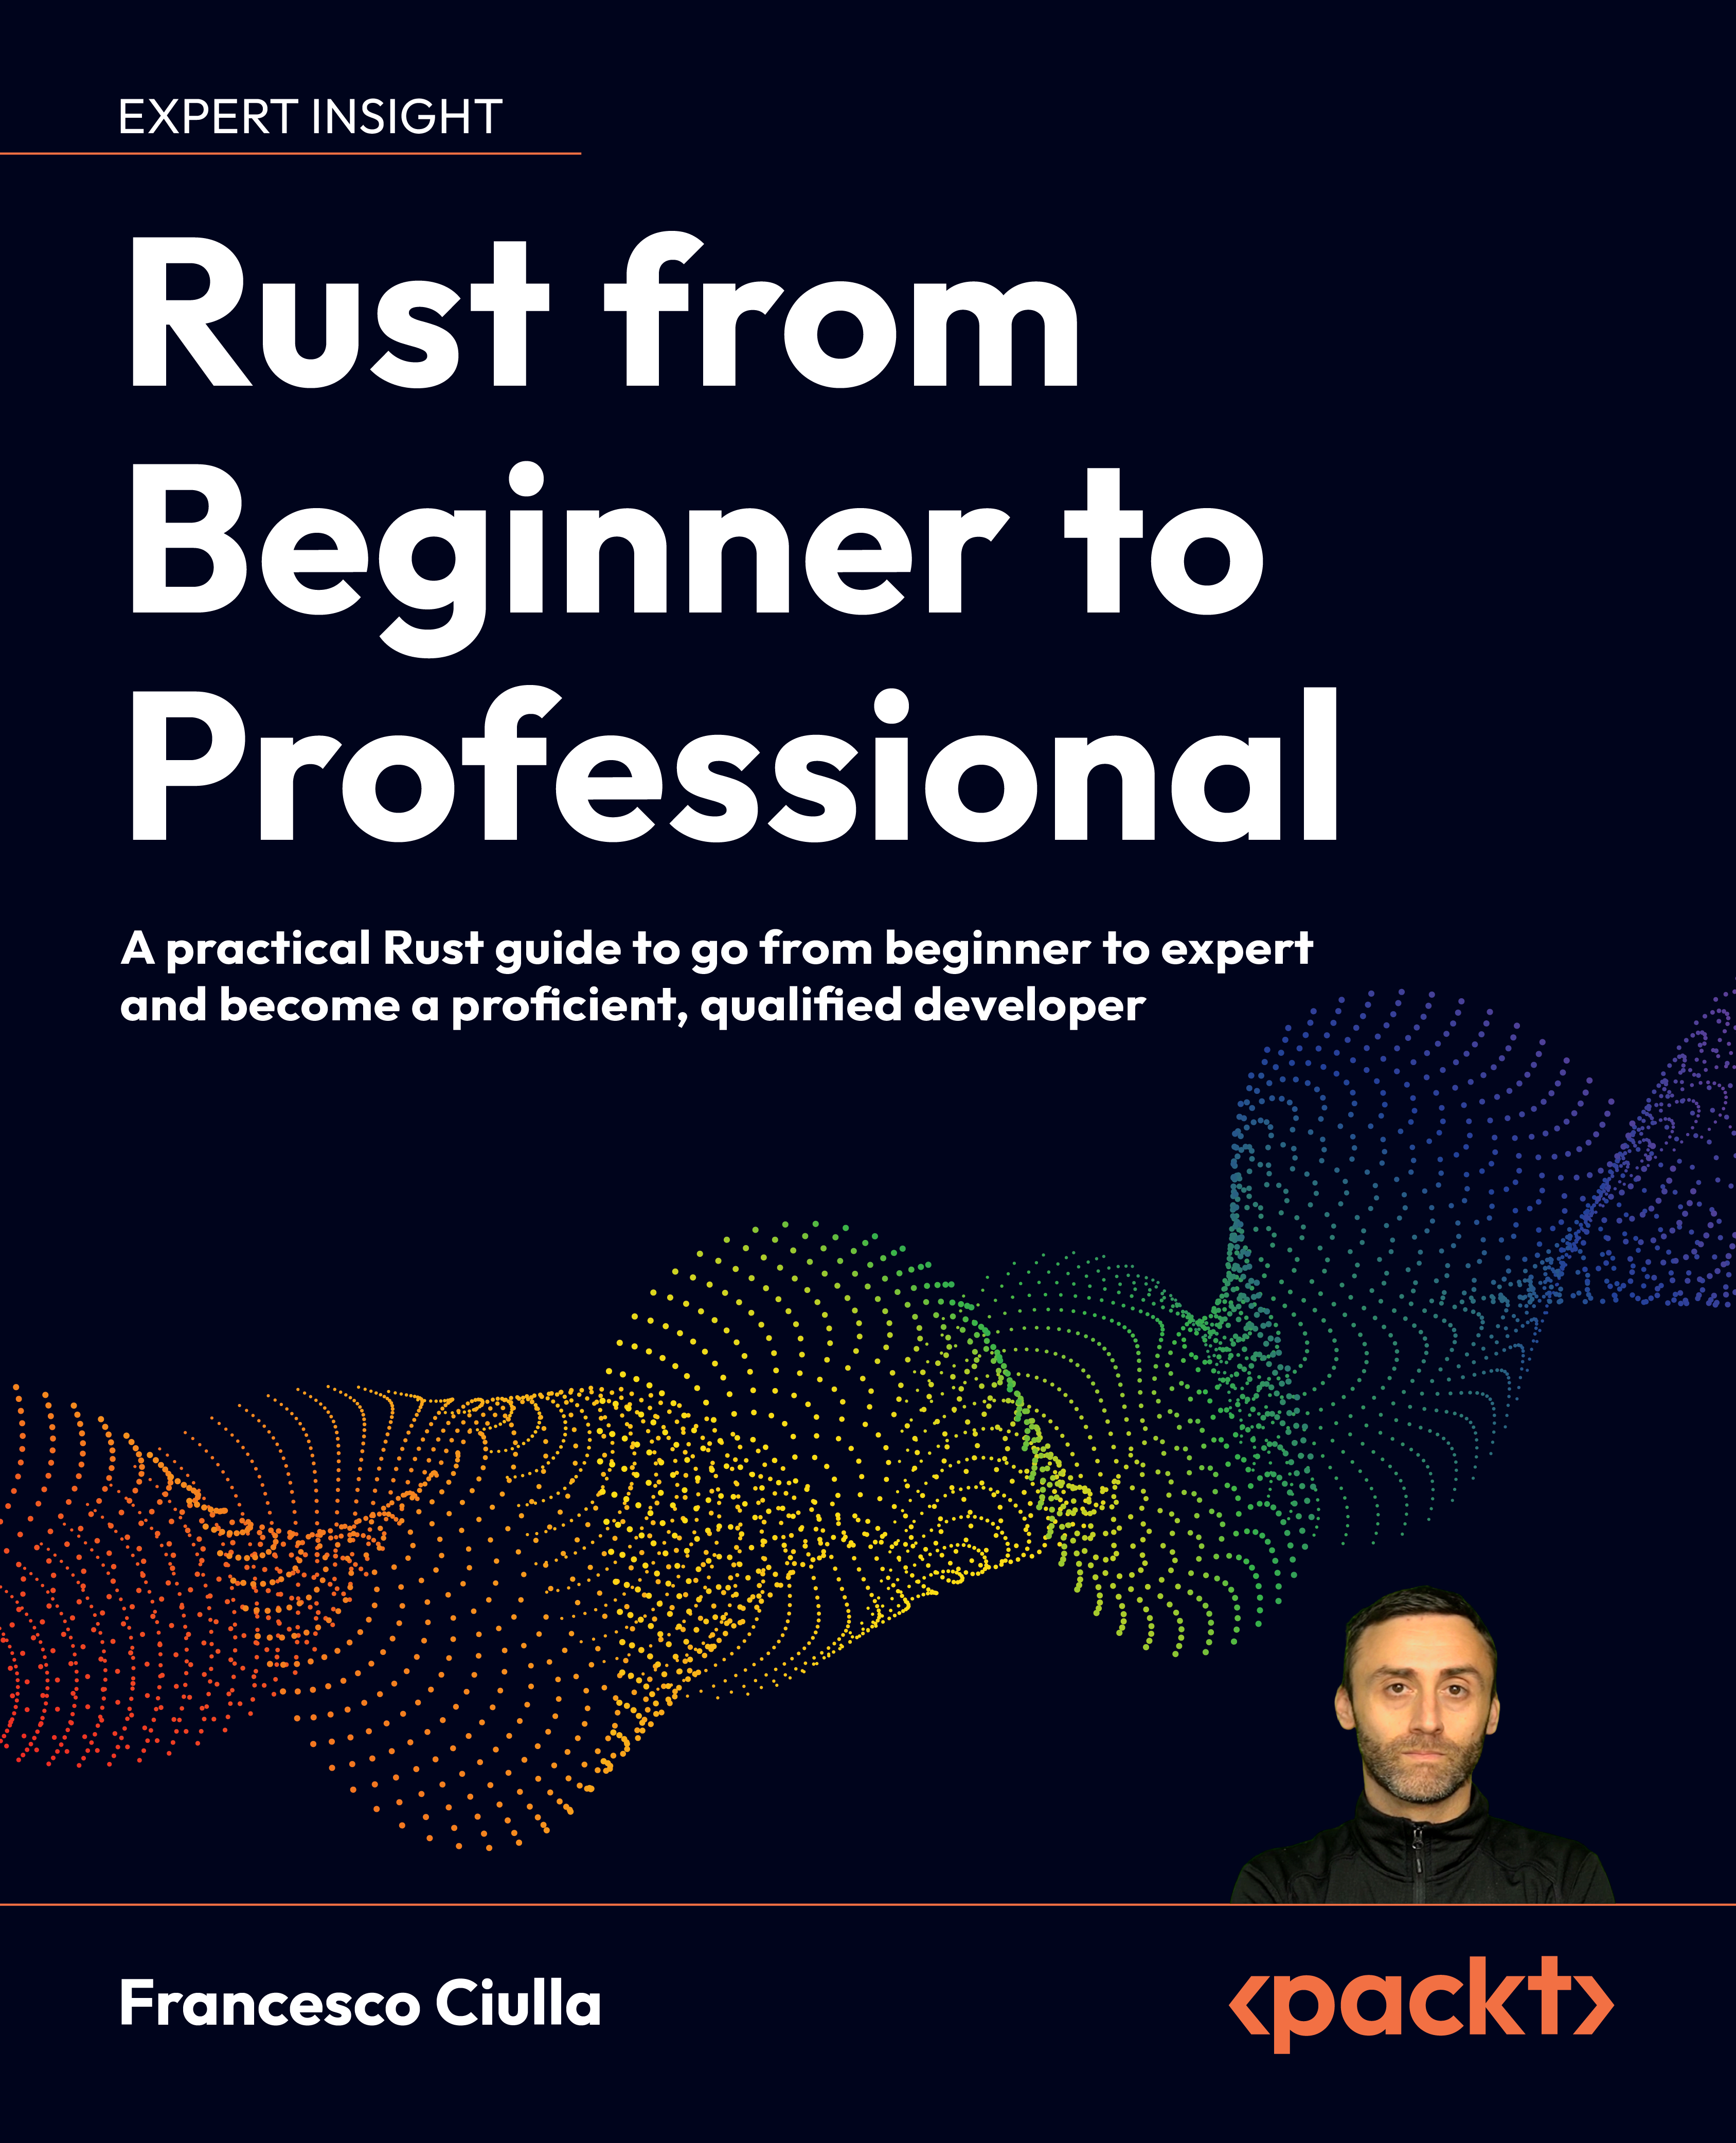 EXPERT INSIGHT
Rust from
Beginner to
Professional
A practical Rust guide to go from beginner to expert
and become a proficient, qualified developer
Francesco Ciulla
<packt>